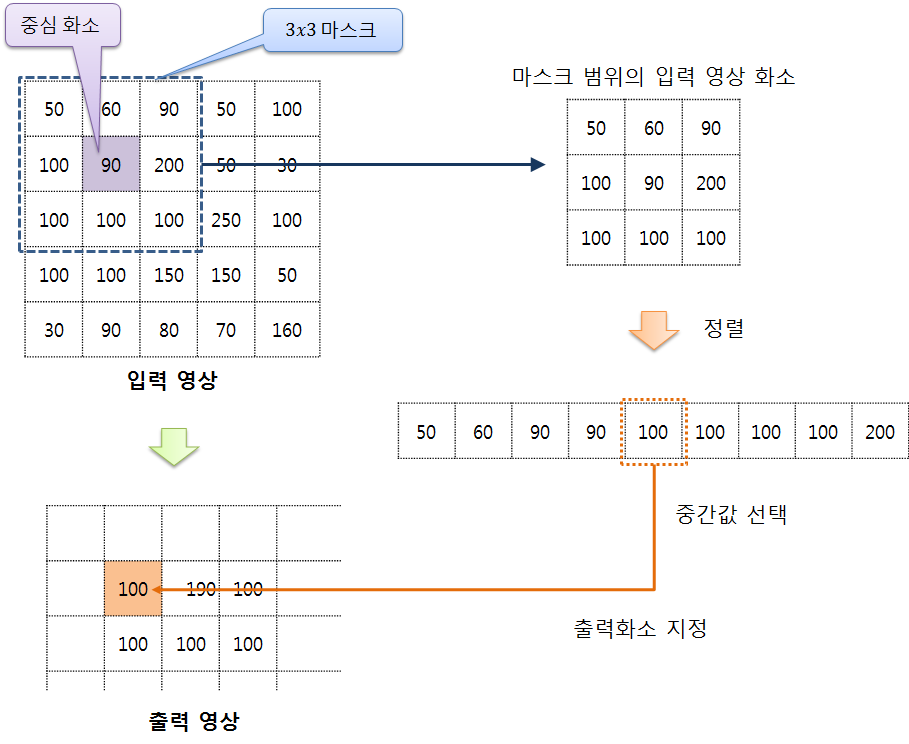 중심 화소
3x3 마스크
마스크 범위의 입력 영상 화소
50 60 90 50 100
100 90 200 50 30
100 100 100 250 100
100 100 150 150 50
30 90 80 70 160
입력 영상
50 60 90
100 90 200
100 100 100
정렬
50 60 90 90 100 100 100 100 200
중간값 선택
출력화소 지정
100 190 100
100 100 100
출력 영상